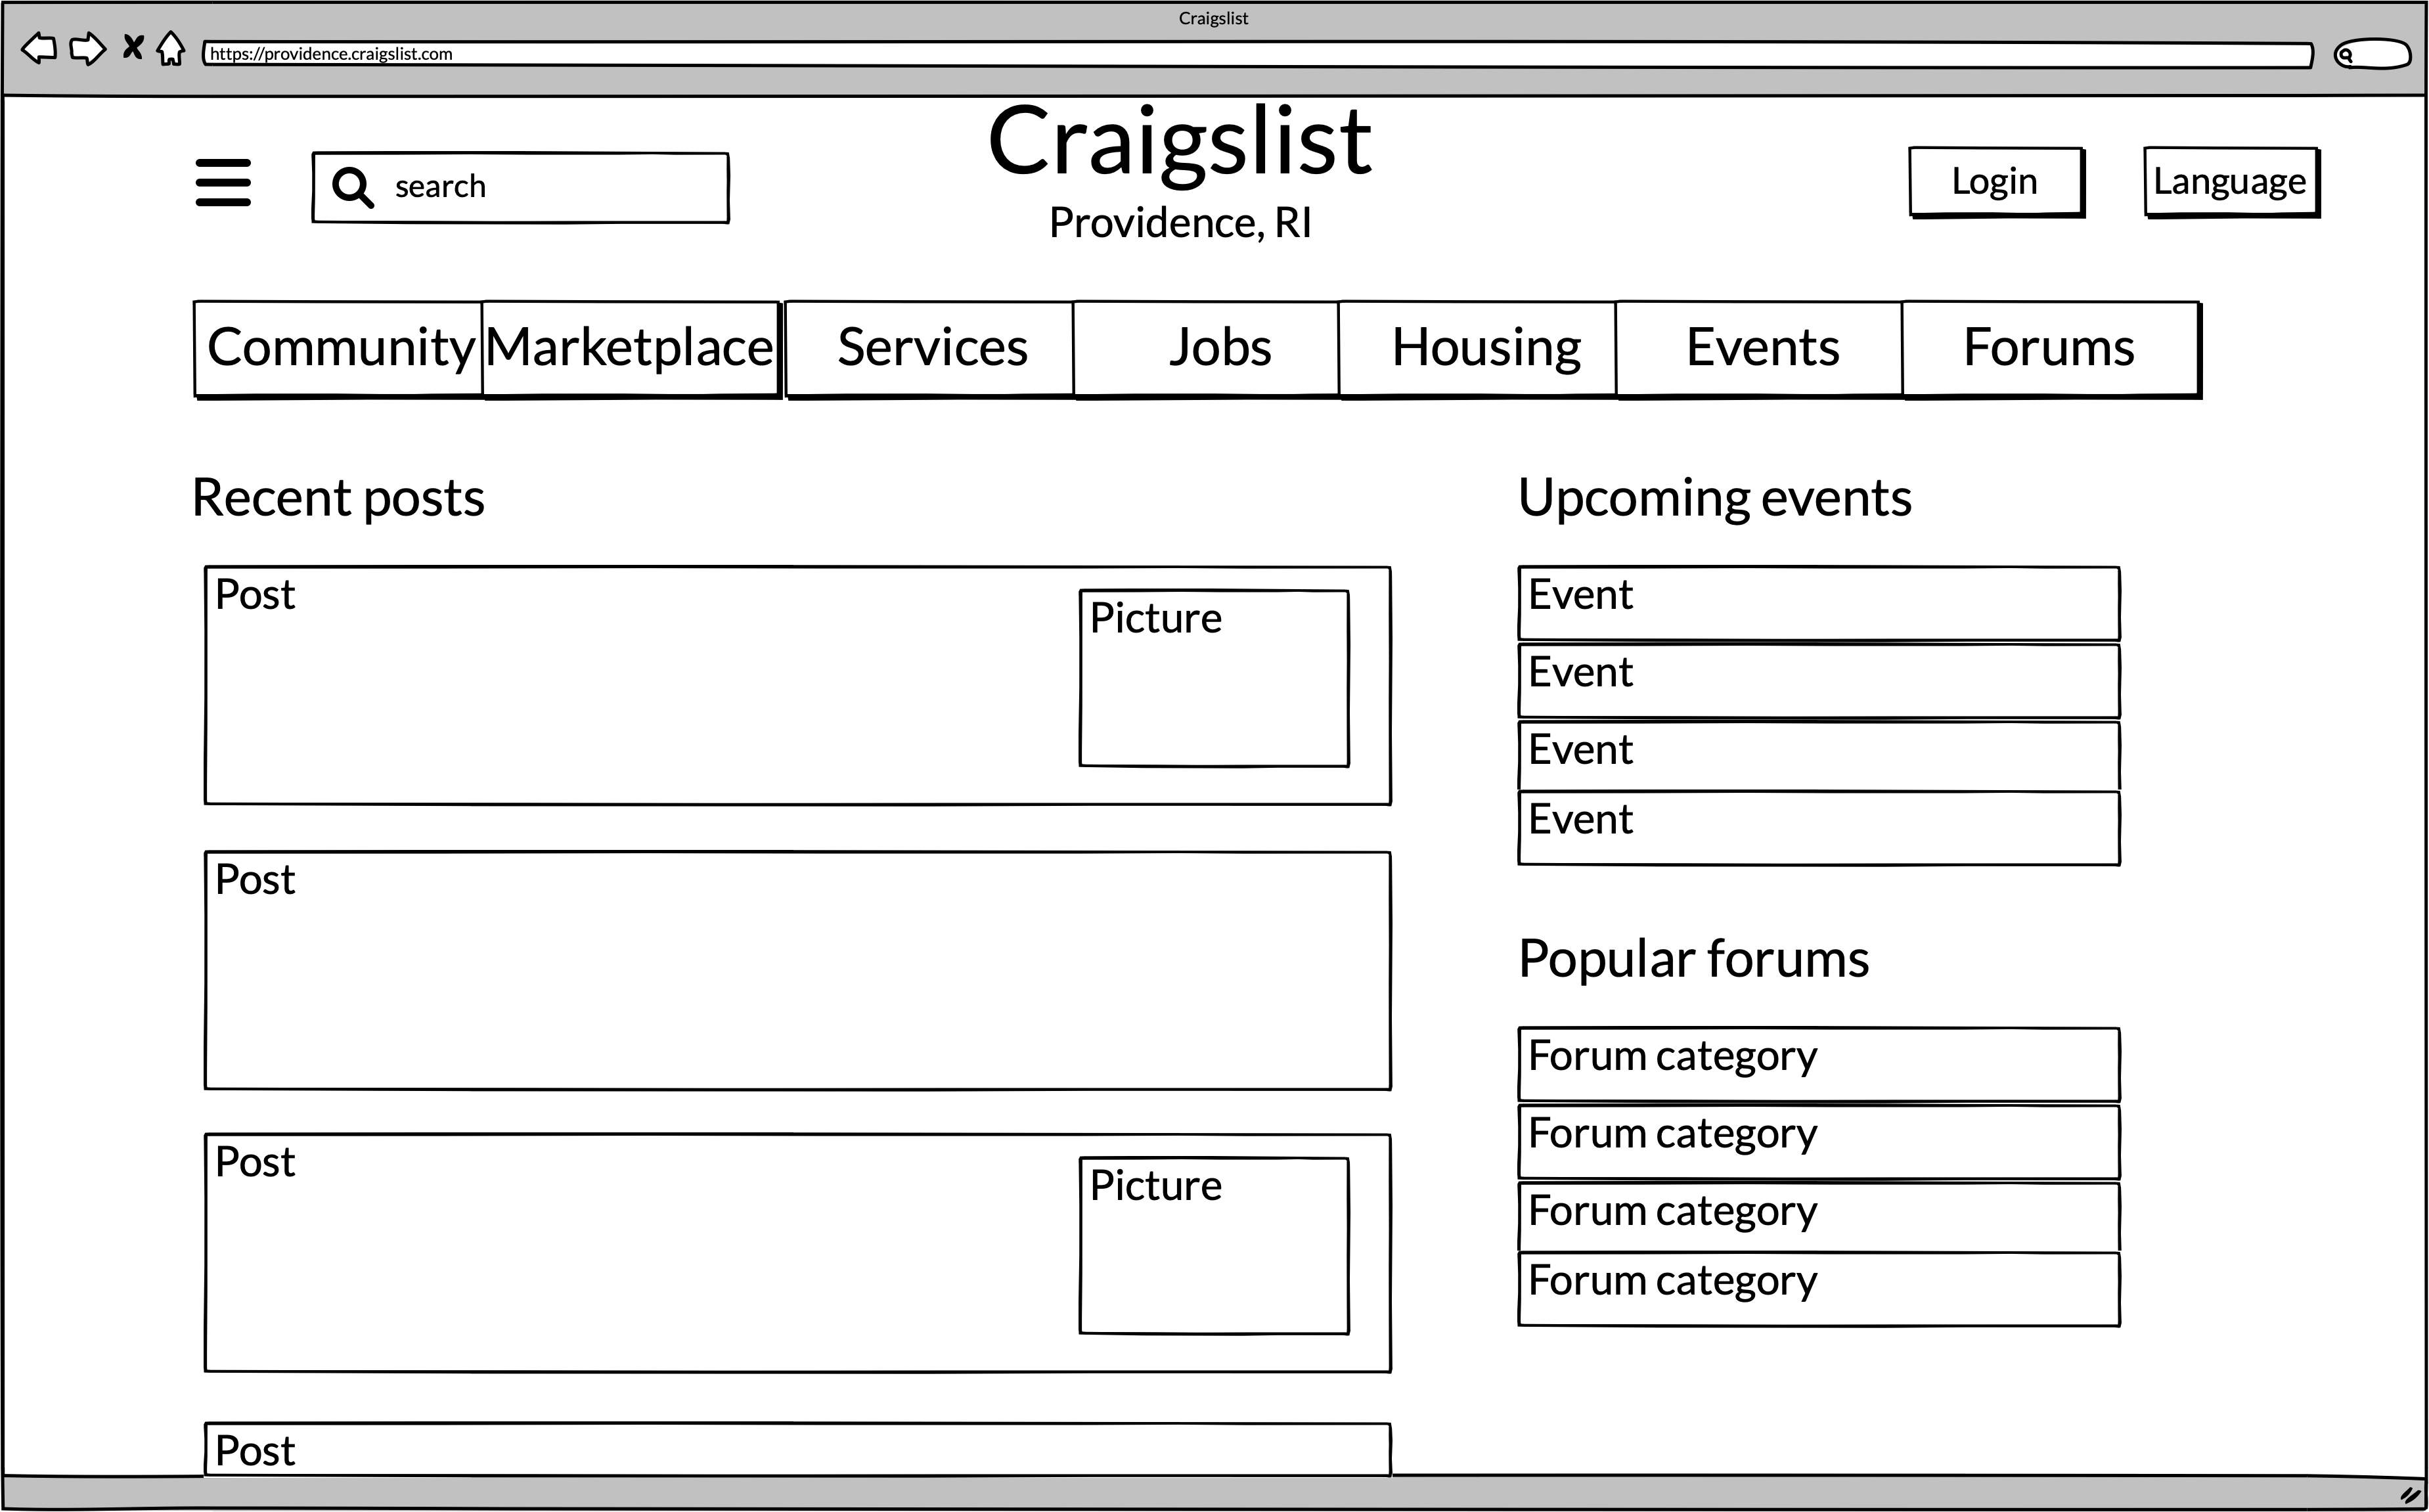 Craigslist
https://providence.craigslist.com
Craigslist
search
Login
Language
Providence, RI
Community
Marketplace
Services
Jobs
Housing
Events
Forums
Recent posts
Post
Picture
Post
Post
Picture
Post
Upcoming events
Event
Event
Event
Event
Popular forums
Forum category
Forum category
Forum category
Forum category